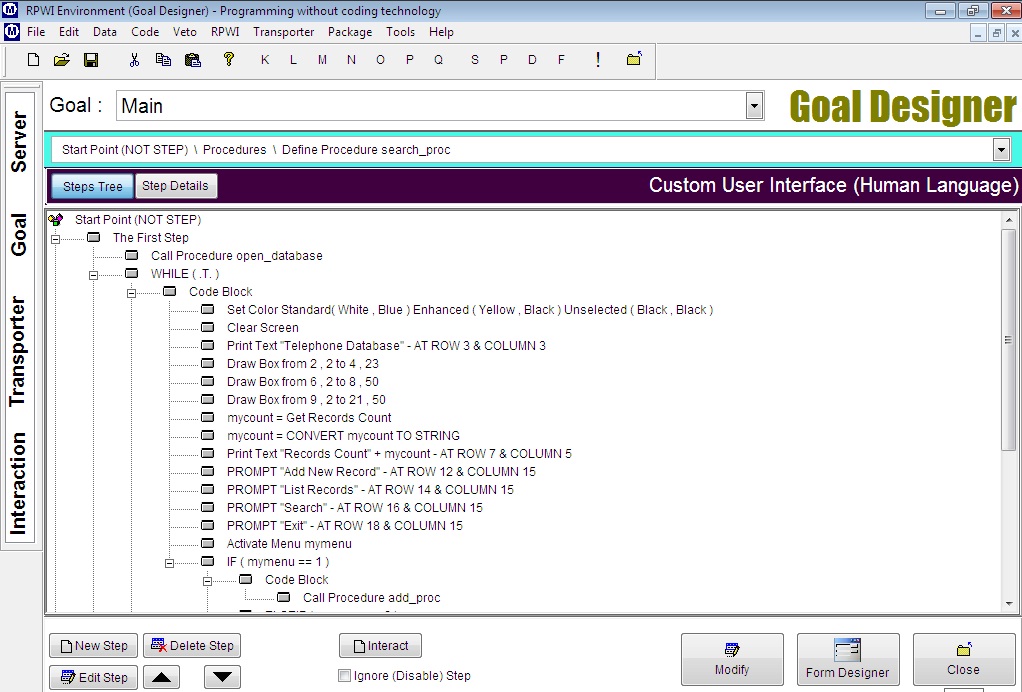 RPWI Environment (Goal Designer) - Programming without coding technology
File Edit Data Code Veto RPWI Transporter Package Tools Help
K L M N O P Q S P D F !
Goal : Main Goal Designer
Start Point (NOT STEP) \ Procedures \ Define Procedure search_proc
Steps Tree Step Details Custom User Interface (Human Language)
Server
Goal
Transporter
Interaction
Start Point (NOT STEP)
The First Step
Call Procedure open_database
WHILE ( .T. )
Code Block
Set Color Standard( White , Blue ) Enhanced ( Yellow , Black ) Unselected ( Black , Black )
Clear Screen
Print Text "Telephone Database" - AT ROW 3 & COLUMN 3
Draw Box from 2 , 2 to 4 , 23
Draw Box from 6 , 2 to 8 , 50
Draw Box from 9 , 2 to 21 , 50
mycount = Get Records Count
mycount = CONVERT mycount TO STRING
Print Text "Records Count" + mycount - AT ROW 7 & COLUMN 5
PROMPT "Add New Record" - AT ROW 12 & COLUMN 15
PROMPT "List Records" - AT ROW 14 & COLUMN 15
PROMPT "Search" - AT ROW 16 & COLUMN 15
PROMPT "Exit" - AT ROW 18 & COLUMN 15
Activate Menu mymenu
IF ( mymenu == 1 )
Code Block
Call Procedure add_proc
New Step Delete Step Interact
Edit Step Ignore (Disable) Step
Modify Form Designer Close